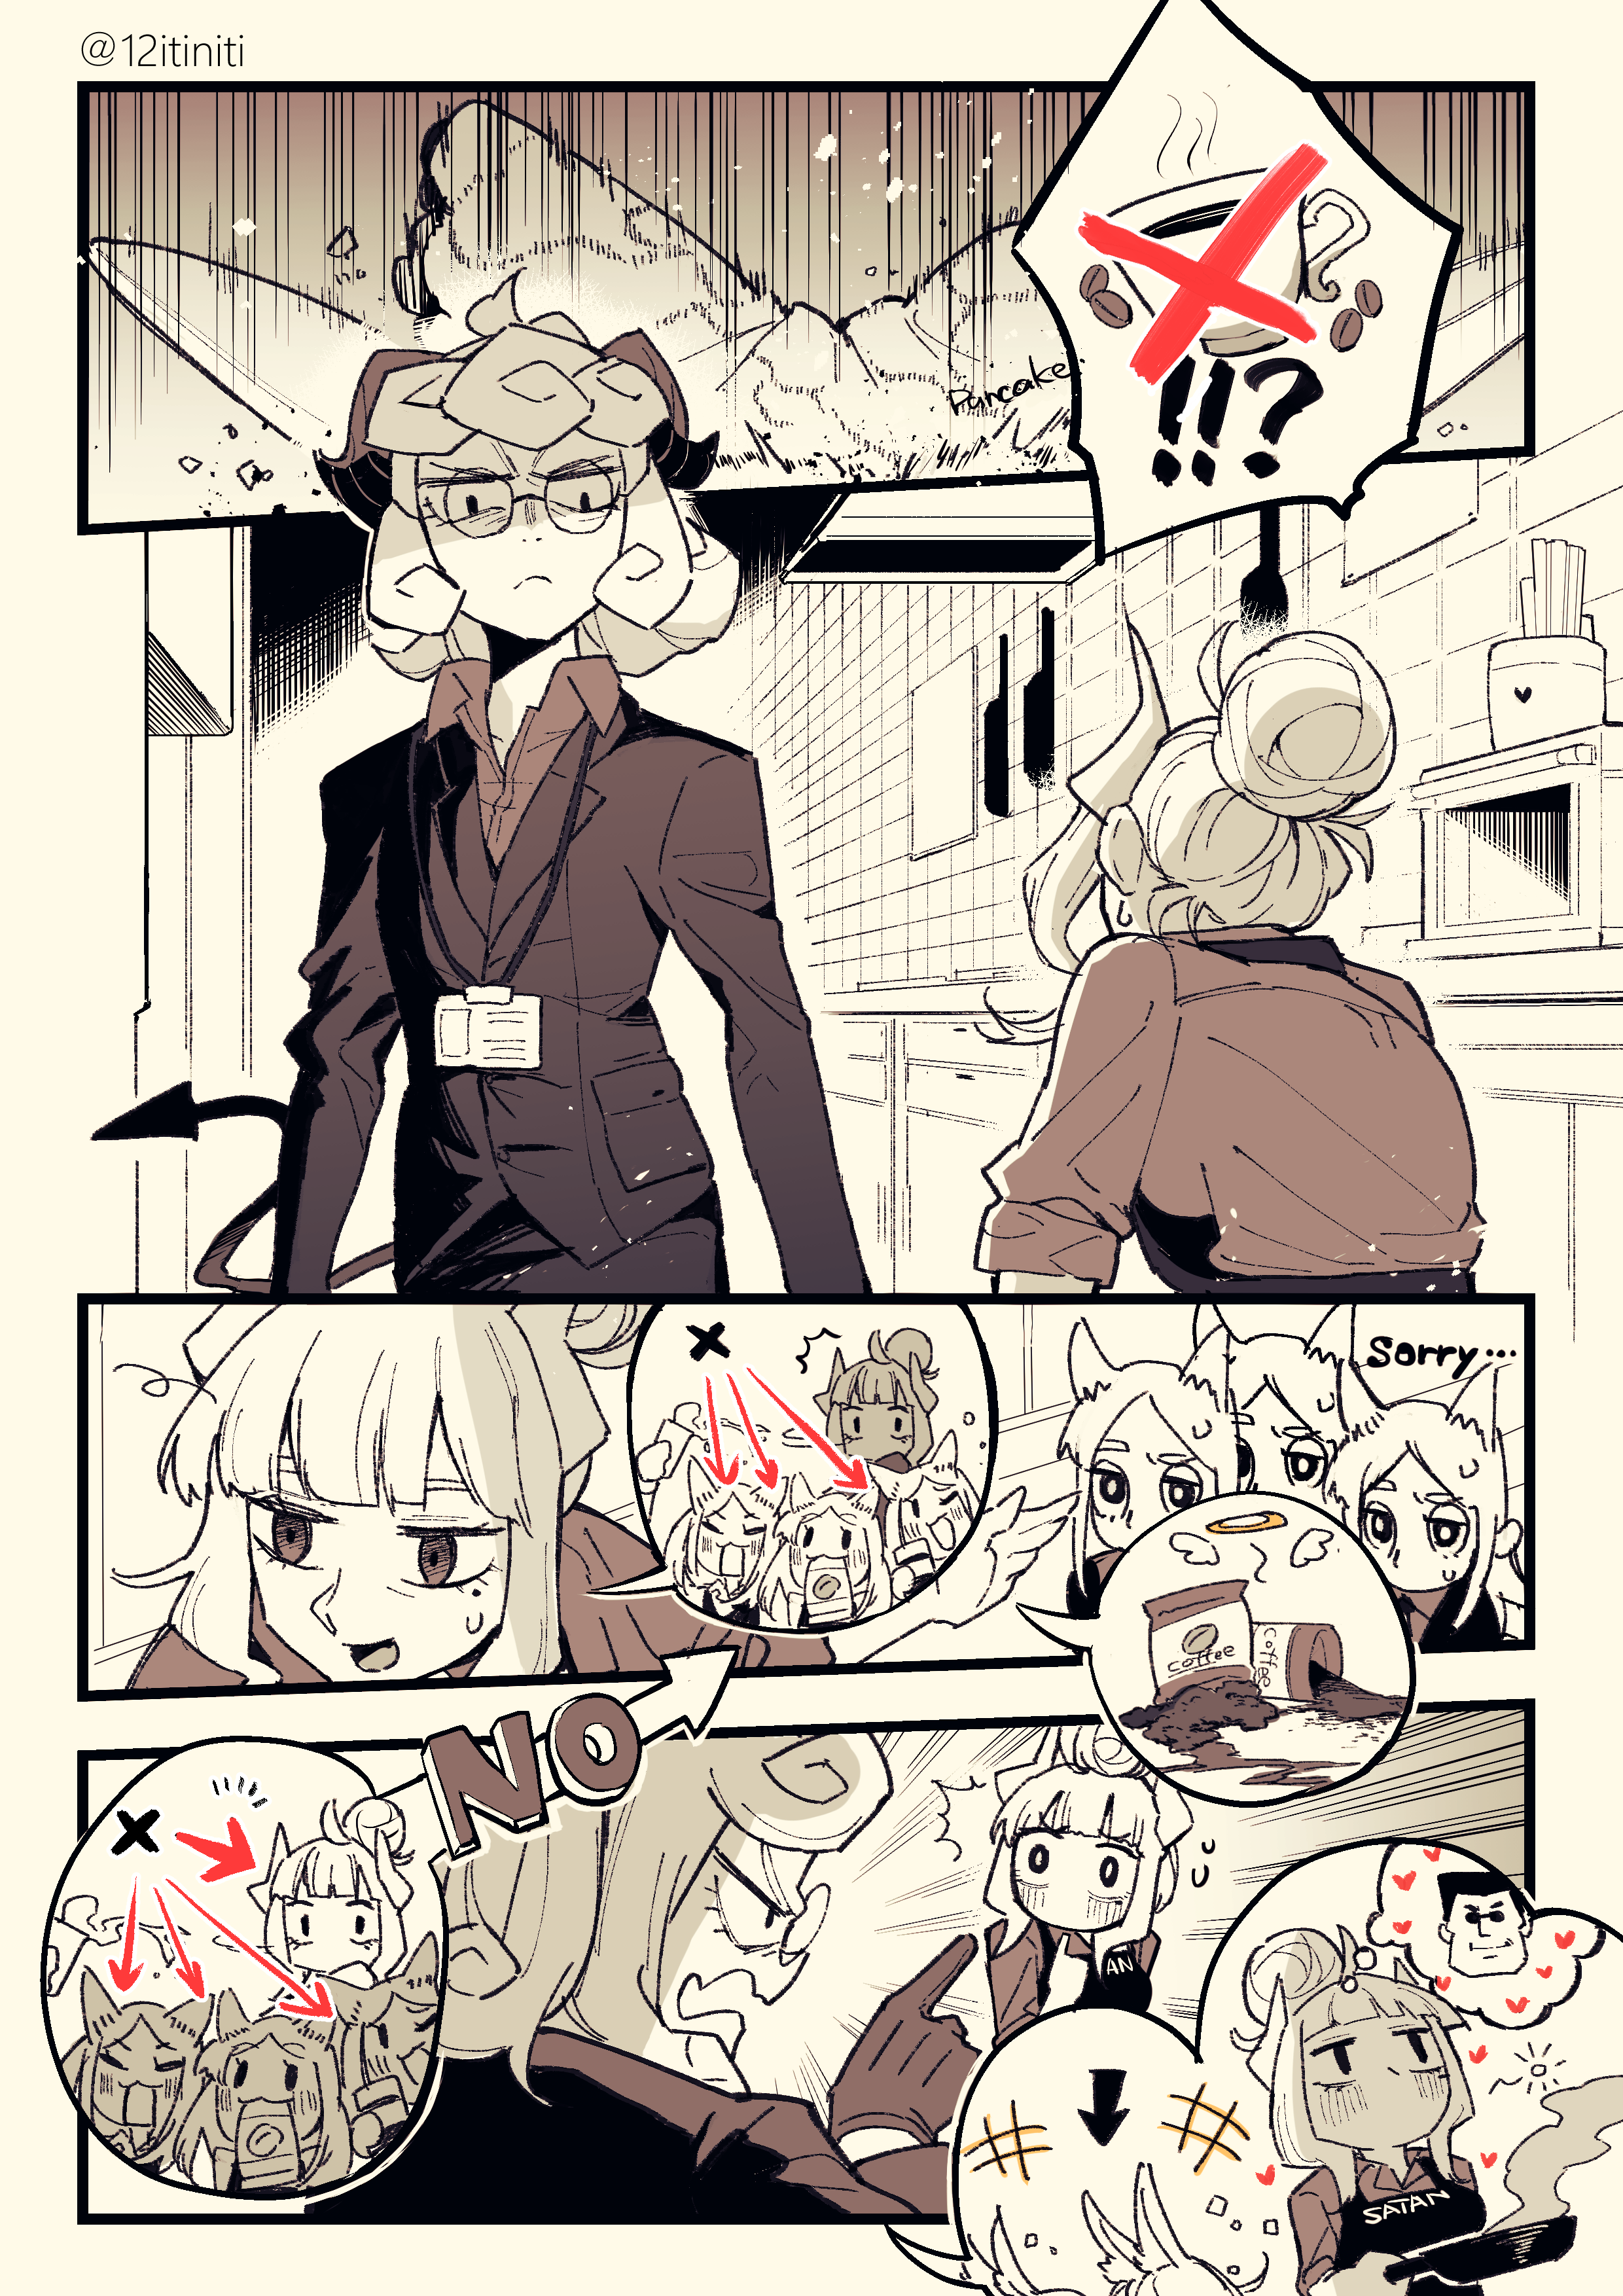 @12itiniti
Pancake
!!?
Sorry...
coffee
coffee
NO
AN
SATAN